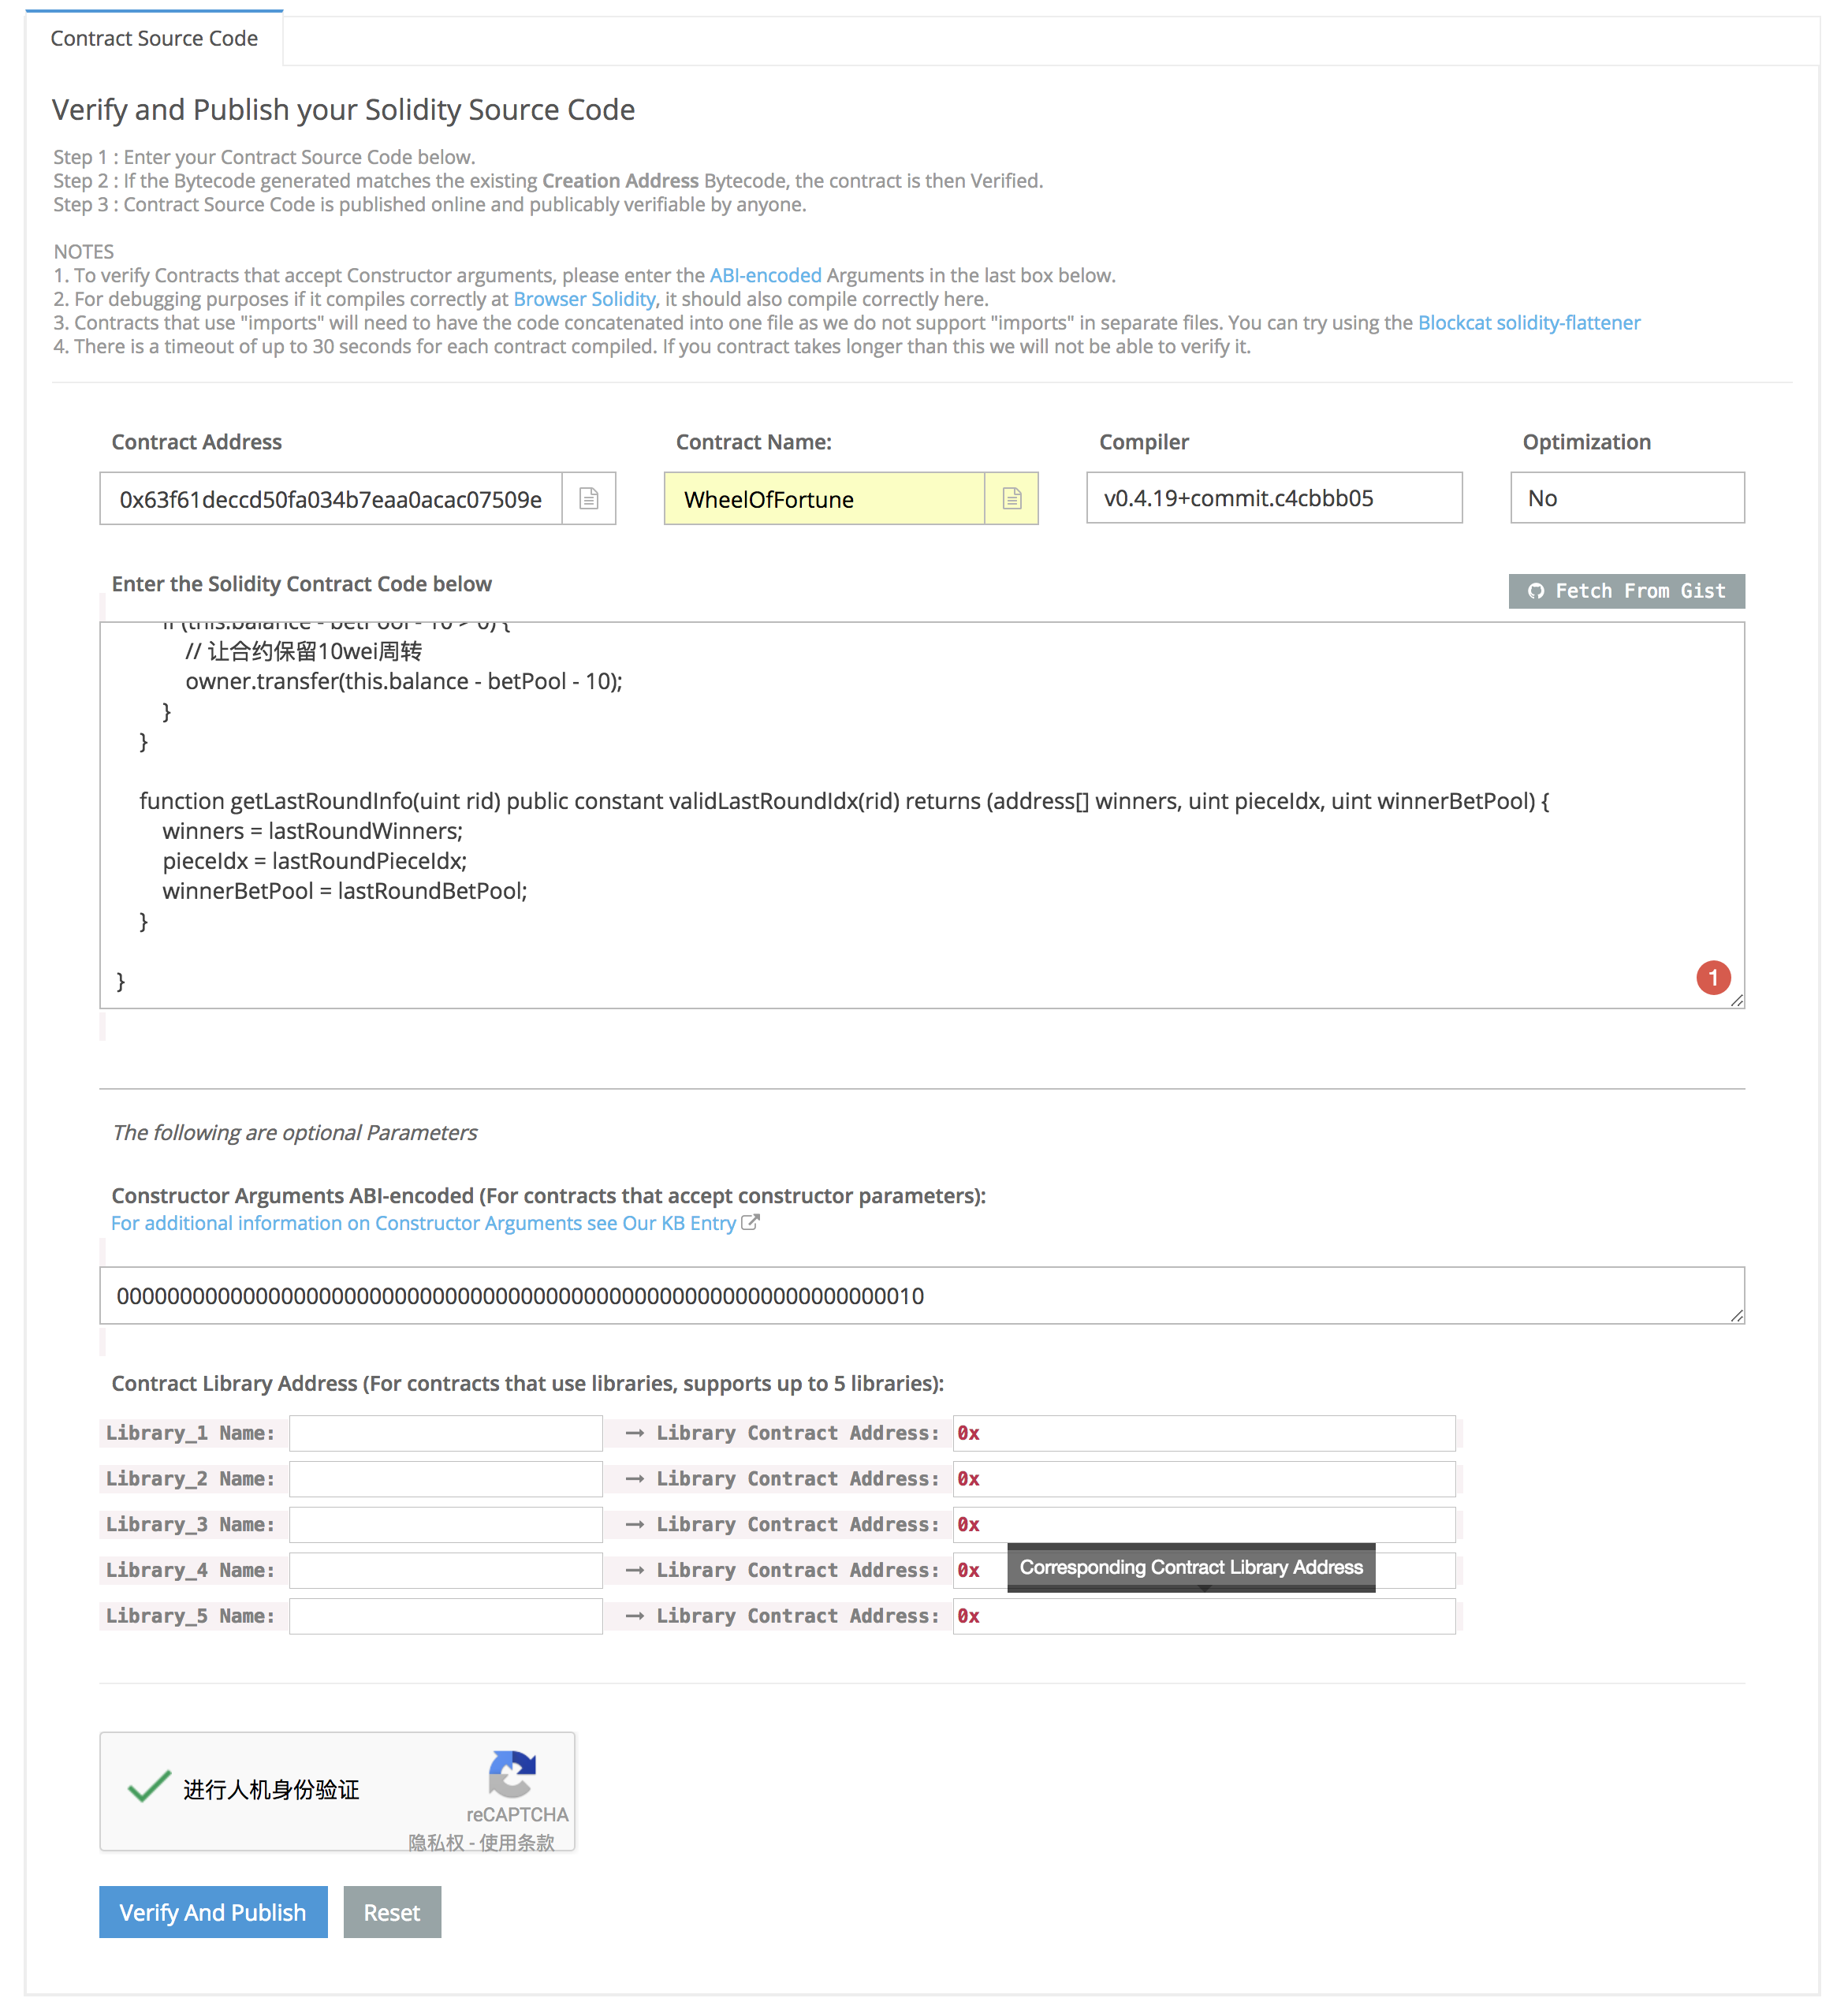 Contract Source Code
Verify and Publish your Solidity Source Code
Step 1 : Enter your Contract Source Code below.
Step 2 : If the Bytecode generated matches the existing Creation Address Bytecode, the contract is then Verified.
Step 3 : Contract Source Code is published online and publicably verifiable by anyone.
NOTES
1. To verify Contracts that accept Constructor arguments, please enter the ABI-encoded Arguments in the last box below.
2. For debugging purposes if it compiles correctly at Browser Solidity, it should also compile correctly here.
3. Contracts that use "imports" will need to have the code concatenated into one file as we do not support "imports" in separate files. You can try using the Blockcat solidity-flattener
4. There is a timeout of up to 30 seconds for each contract compiled. If you contract takes longer than this we will not be able to verify it.
Contract Address Contract Name: Compiler Optimization
0x63f61deccd50fa034b7eaa0acac07509e WheelOfFortune v0.4.19+commit.c4cbbb05 No
Enter the Solidity Contract Code below Fetch From Gist
if (this.balance - betPool - 10 > 0) {
// 让合约保留10wei周转
owner.transfer(this.balance - betPool - 10);
}
}
function getLastRoundInfo(uint rid) public constant validLastRoundIdx(rid) returns (address[] winners, uint pieceIdx, uint winnerBetPool) {
winners = lastRoundWinners;
pieceIdx = lastRoundPieceIdx;
winnerBetPool = lastRoundBetPool;
}
}
1
The following are optional Parameters
Constructor Arguments ABI-encoded (For contracts that accept constructor parameters):
For additional information on Constructor Arguments see Our KB Entry
0000000000000000000000000000000000000000000000000000000000000010
Contract Library Address (For contracts that use libraries, supports up to 5 libraries):
Library_1 Name: → Library Contract Address: 0x
Library_2 Name: → Library Contract Address: 0x
Library_3 Name: → Library Contract Address: 0x
Library_4 Name: → Library Contract Address: 0x Corresponding Contract Library Address
Library_5 Name: → Library Contract Address: 0x
进行人机身份验证
reCAPTCHA
隐私权 - 使用条款
Verify And Publish Reset